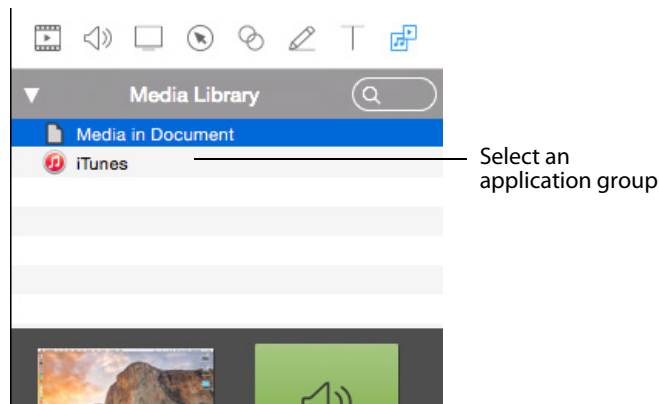 Media Library
Media in Document
iTunes
Select an
application group